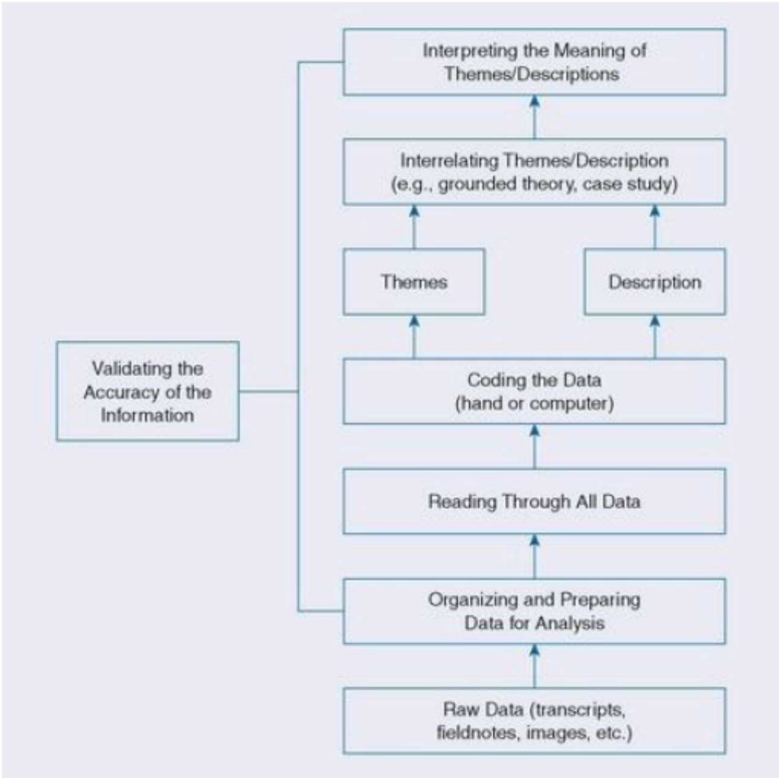 Interpreting the Meaning of
Themes/Descriptions
Interrelating Themes/Description
(e.g., grounded theory, case study)
Themes
Description
Validating the
Accuracy of the
Information
Coding the Data
(hand or computer)
Reading Through All Data
Organizing and Preparing
Data for Analysis
Raw Data (transcripts,
fieldnotes, images, etc.)